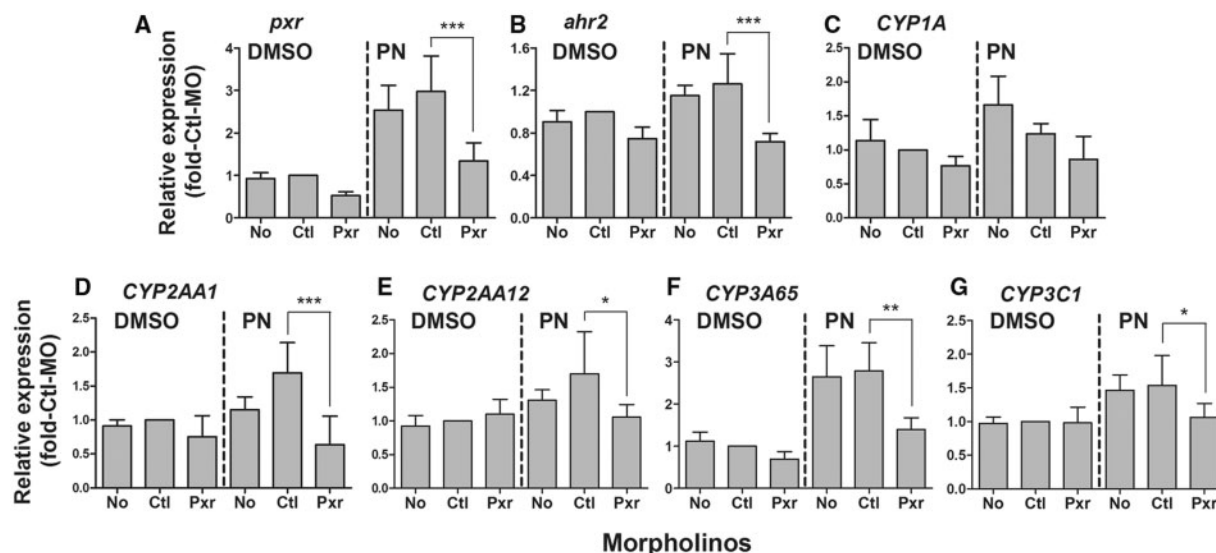 A pxr
DMSO PN ***
Relative expression
(fold-Ctl-MO)
4
3
2
1
0
No Ctl Pxr No Ctl Pxr
B ahr2
DMSO PN ***
1.6
1.2
0.8
0.4
0.0
No Ctl Pxr No Ctl Pxr
C CYP1A
DMSO PN
2.5
2.0
1.5
1.0
0.5
0.0
No Ctl Pxr No Ctl Pxr
D CYP2AA1
DMSO PN ***
Relative expression
(fold-Ctl-MO)
2.5
2.0
1.5
1.0
0.5
0.0
No Ctl Pxr No Ctl Pxr
E CYP2AA12
DMSO PN *
2.5
2.0
1.5
1.0
0.5
0.0
No Ctl Pxr No Ctl Pxr
F CYP3A65
DMSO PN **
4
3
2
1
0
No Ctl Pxr No Ctl Pxr
G CYP3C1
DMSO PN *
2.5
2.0
1.5
1.0
0.5
0.0
No Ctl Pxr No Ctl Pxr
Morpholinos